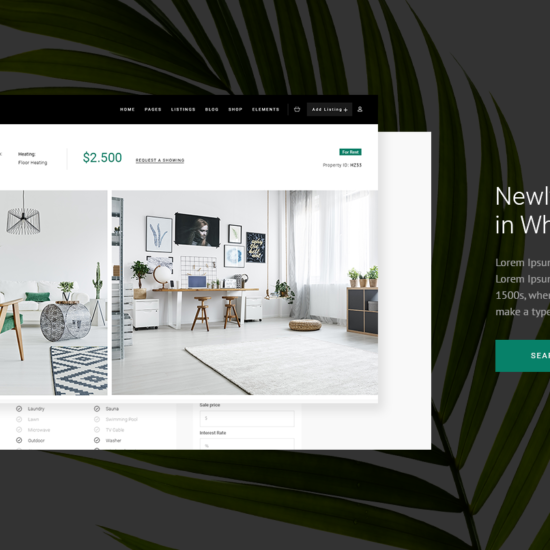 HOME PAGES LISTINGS BLOG SHOP ELEMENTS Add Listing +
Heating:
Floor Heating
$2.500
REQUEST A SHOWING
For Rent
Property ID: HZ53
Newl
in Wh
Lorem Ipsu
Lorem Ipsu
1500s, whe
make a type
SEA
Laundry Sauna
Lawn Swimming Pool
Microwave TV Cable
Outdoor Washer
Sale price
$
Interest Rate
%